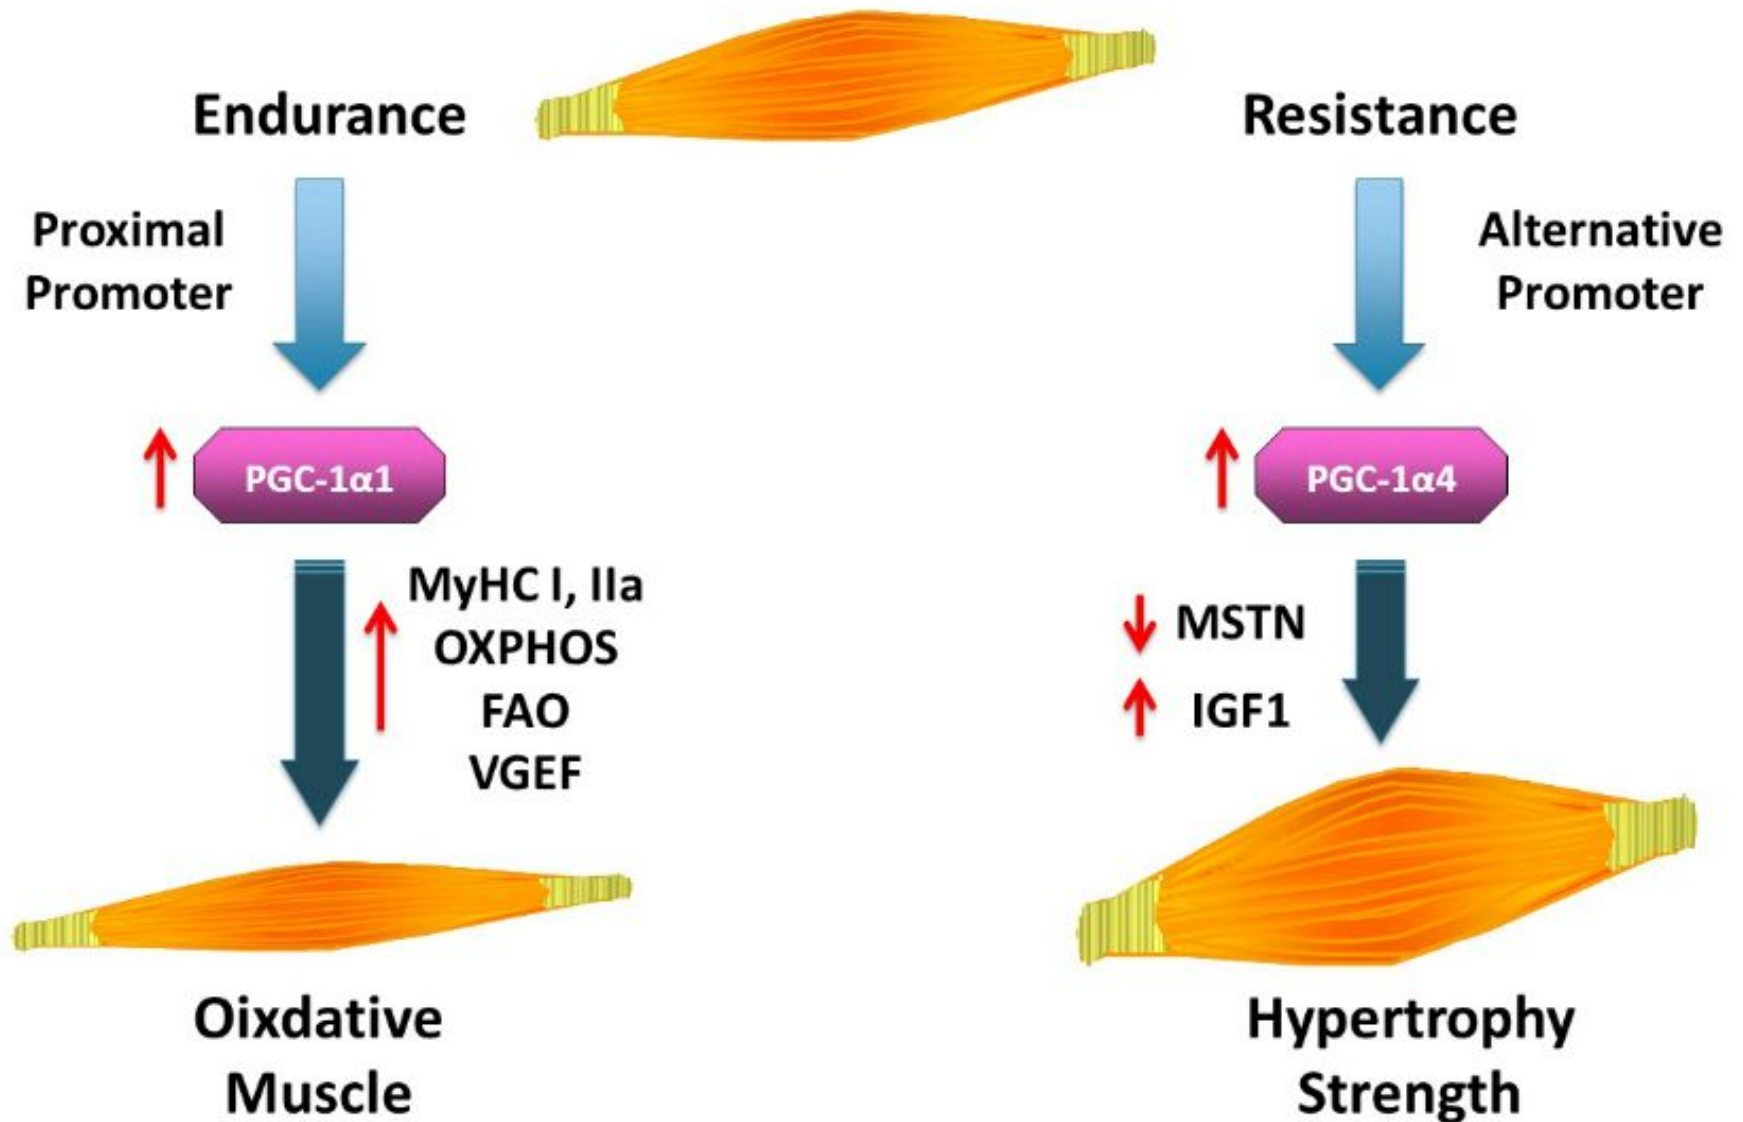 Endurance
Proximal
Promoter
PGC-1α1
MyHC I, IIa
OXPHOS
FAO
VGEF
Oixdative
Muscle
Resistance
Alternative
Promoter
PGC-1α4
MSTN
IGF1
Hypertrophy
Strength